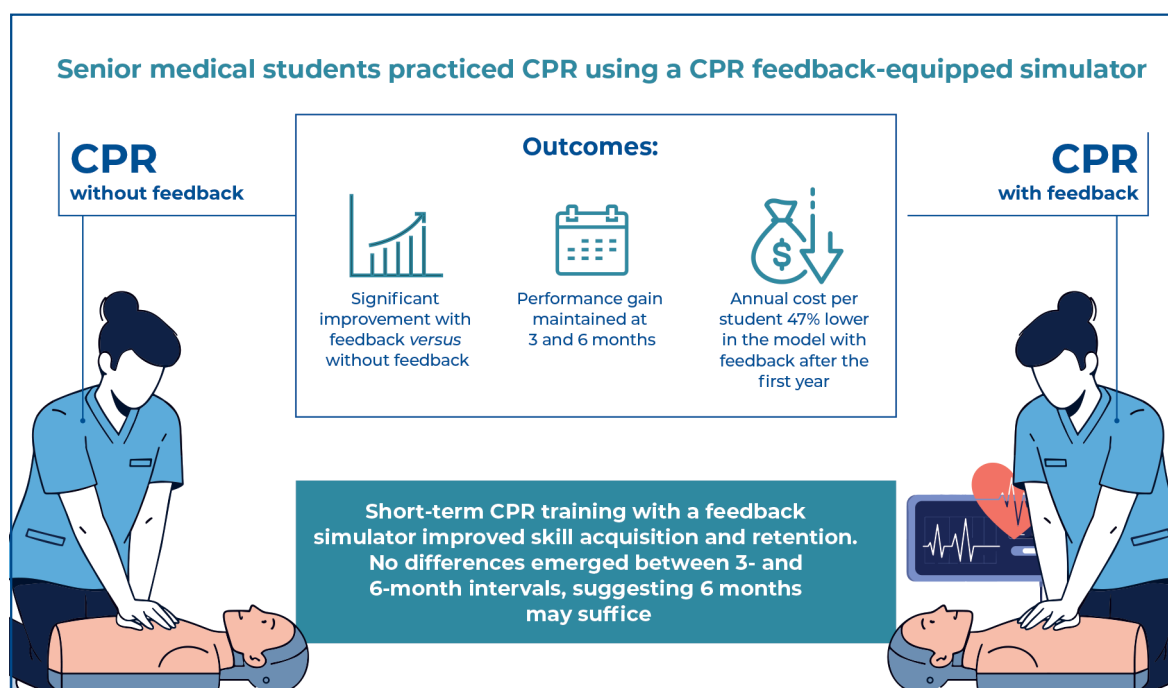 Senior medical students practiced CPR using a CPR feedback-equipped simulator
CPR
without feedback
Outcomes:
Significant
improvement with
feedback versus
without feedback
Performance gain
maintained at
3 and 6 months
$
Annual cost per
student 47% lower
in the model with
feedback after the
first year
CPR
with feedback
Short-term CPR training with a feedback
simulator improved skill acquisition and retention.
No differences emerged between 3- and
6-month intervals, suggesting 6 months
may suffice